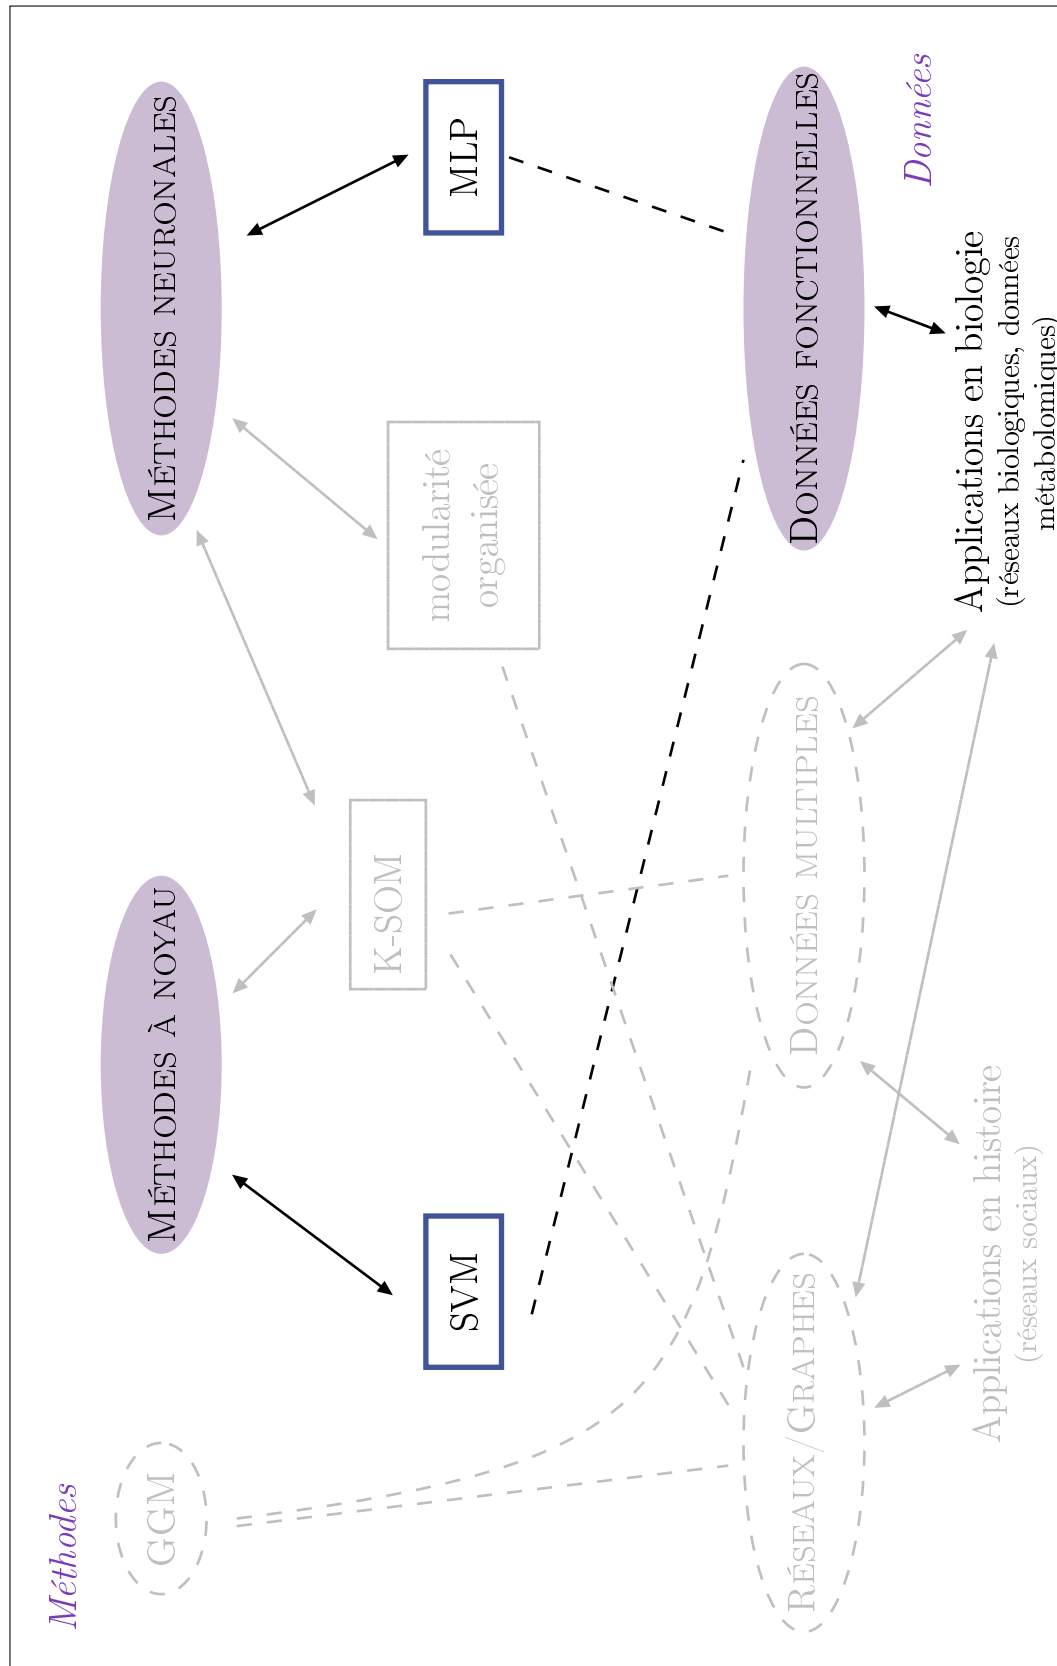 Méthodes
GGM
MÉTHODES À NOYAU
MÉTHODES NEURONALES
SVM
K-SOM
modularité
organisée
MLP
RÉSEAUX/GRAPHES
DONNÉES MULTIPLES
DONNÉES FONCTIONNELLES
Données
Applications en histoire
(réseaux sociaux)
Applications en biologie
(réseaux biologiques, données
métabolomiques)